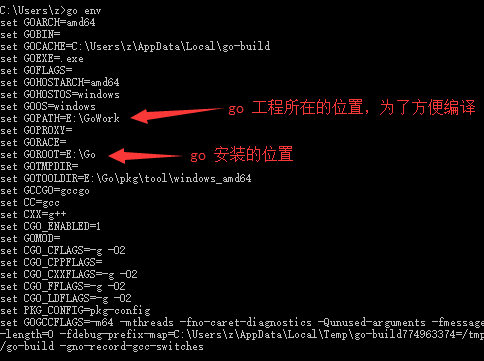 C:\Users\z>go env
set GOARCH=amd64
set GOBIN=
set GOCACHE=C:\Users\z\AppData\Local\go-build
set GOEXE=.exe
set GOFLAGS=
set GOHOSTARCH=amd64
set GOHOSTOS=windows
set GOOS=windows
set GOPATH=E:\GoWork
go 工程所在的位置，为了方便编译
set GOPROXY=
set GORACE=
set GOROOT=E:\Go
go 安装的位置
set GOTMPDIR=
set GOTOOLDIR=E:\Go\pkg\tool\windows_amd64
set GCCGO=gccgo
set CC=gcc
set CXX=g++
set CGO_ENABLED=1
set GOMOD=
set CGO_CFLAGS=-g -O2
set CGO_CPPFLAGS=
set CGO_CXXFLAGS=-g -O2
set CGO_FFLAGS=-g -O2
set CGO_LDFLAGS=-g -O2
set PKG_CONFIG=pkg-config
set GOGCCFLAGS=-m64 -mthreads -fno-caret-diagnostics -Qunused-arguments -fmessage
-length=0 -fdebug-prefix-map=C:\Users\z\AppData\Local\Temp\go-build774963374=/tmp
/go-build -gno-record-gcc-switches